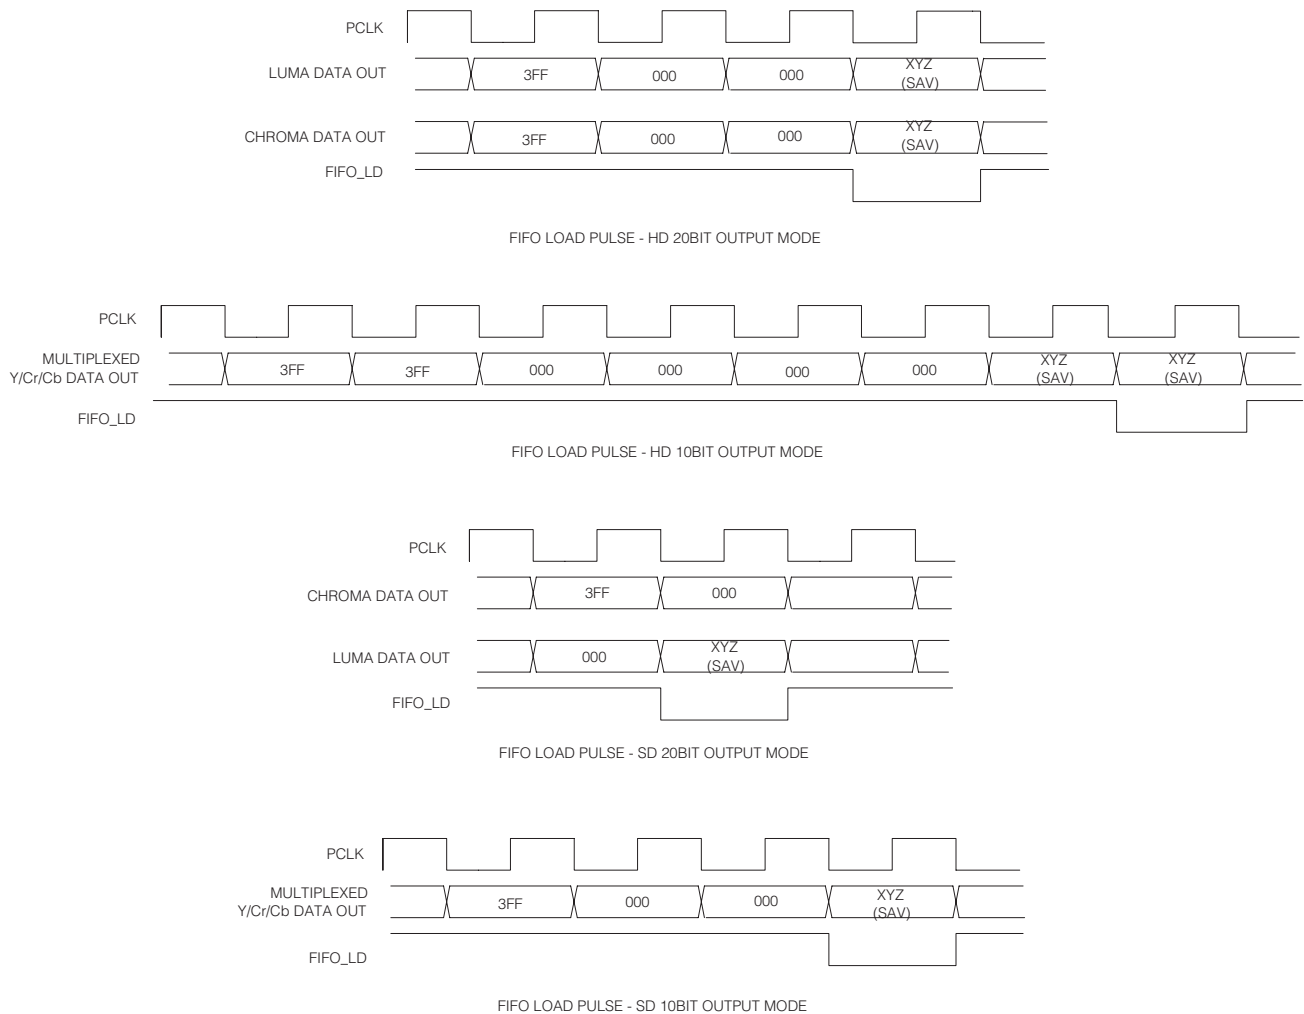 PCLK
LUMA DATA OUT
3FF
000
000
XYZ
(SAV)
CHROMA DATA OUT
3FF
000
000
XYZ
(SAV)
FIFO_LD
FIFO LOAD PULSE - HD 20BIT OUTPUT MODE
PCLK
MULTIPLEXED
Y/Cr/Cb DATA OUT
3FF
3FF
000
000
000
000
XYZ
(SAV)
XYZ
(SAV)
FIFO_LD
FIFO LOAD PULSE - HD 10BIT OUTPUT MODE
PCLK
CHROMA DATA OUT
3FF
000
LUMA DATA OUT
000
XYZ
(SAV)
FIFO_LD
FIFO LOAD PULSE - SD 20BIT OUTPUT MODE
PCLK
MULTIPLEXED
Y/Cr/Cb DATA OUT
3FF
000
000
XYZ
(SAV)
FIFO_LD
FIFO LOAD PULSE - SD 10BIT OUTPUT MODE